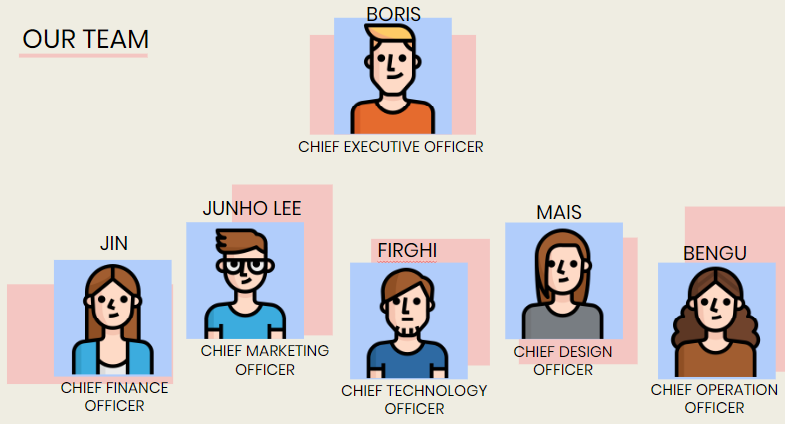 OUR TEAM
BORIS
CHIEF EXECUTIVE OFFICER
JIN
CHIEF FINANCE
OFFICER
JUNHO LEE
CHIEF MARKETING
OFFICER
FIRGHI
CHIEF TECHNOLOGY
OFFICER
MAIS
CHIEF DESIGN
OFFICER
BENGU
CHIEF OPERATION
OFFICER